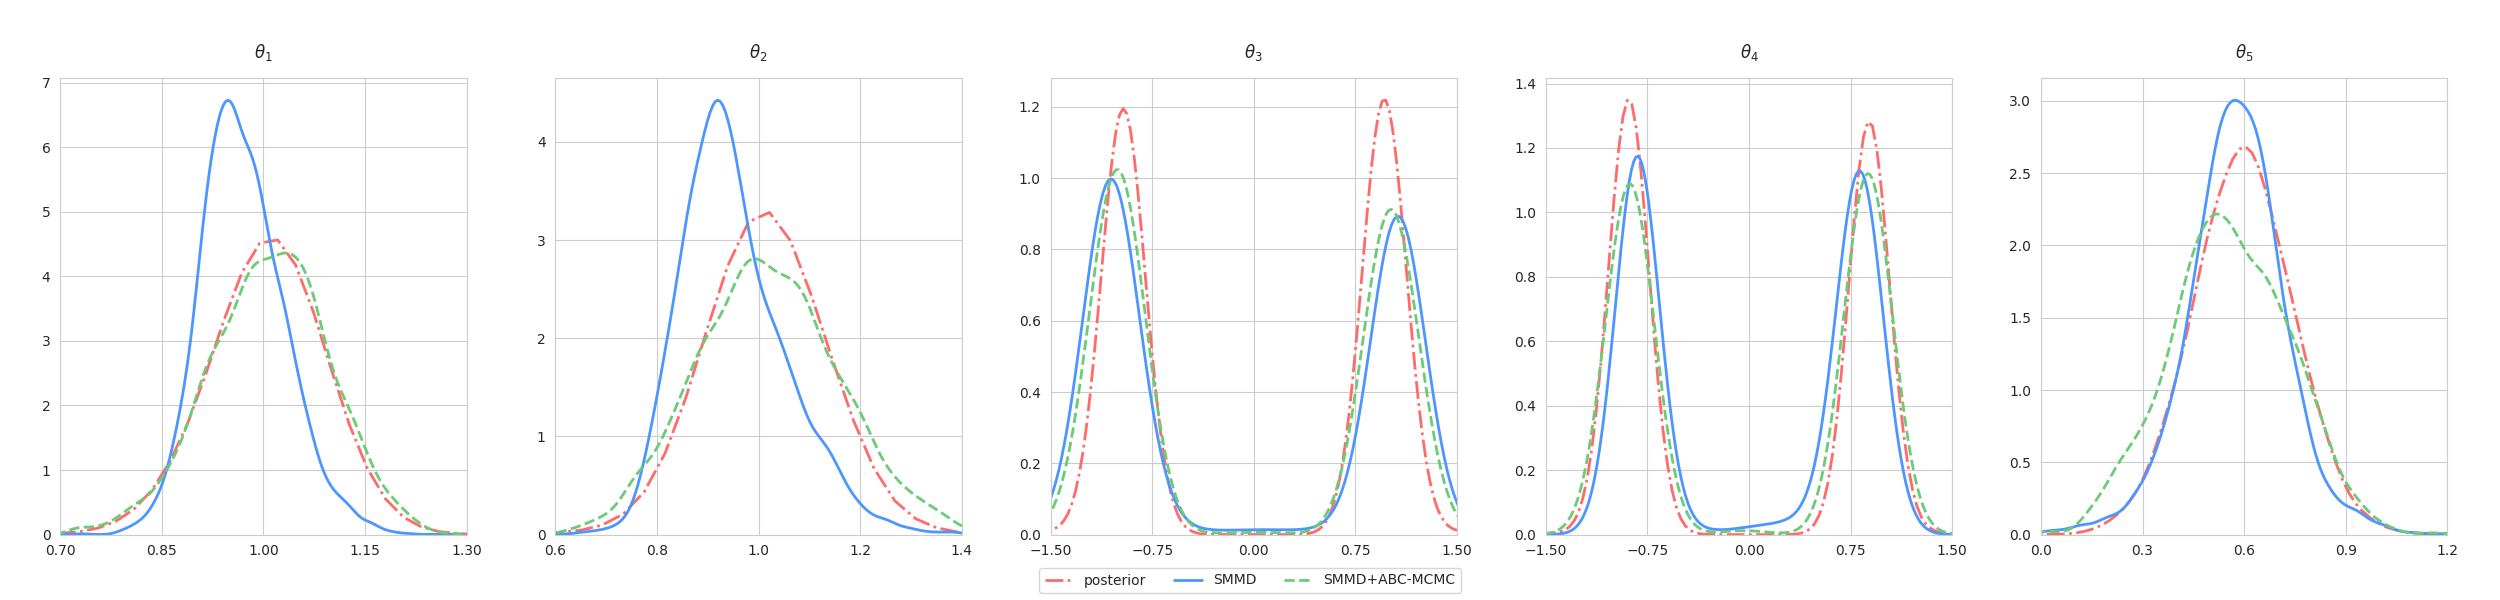 θ1 θ2 θ3 θ4 θ5
7 6 5 4 3 2 1 0
0.70 0.85 1.00 1.15 1.30
4 3 2 1 0
0.6 0.8 1.0 1.2 1.4
1.2 1.0 0.8 0.6 0.4 0.2 0.0
−1.50 −0.75 0.00 0.75 1.50
1.4 1.2 1.0 0.8 0.6 0.4 0.2 0.0
−1.50 −0.75 0.00 0.75 1.50
3.0 2.5 2.0 1.5 1.0 0.5 0.0
0.0 0.3 0.6 0.9 1.2
posterior SMMD SMMD+ABC-MCMC